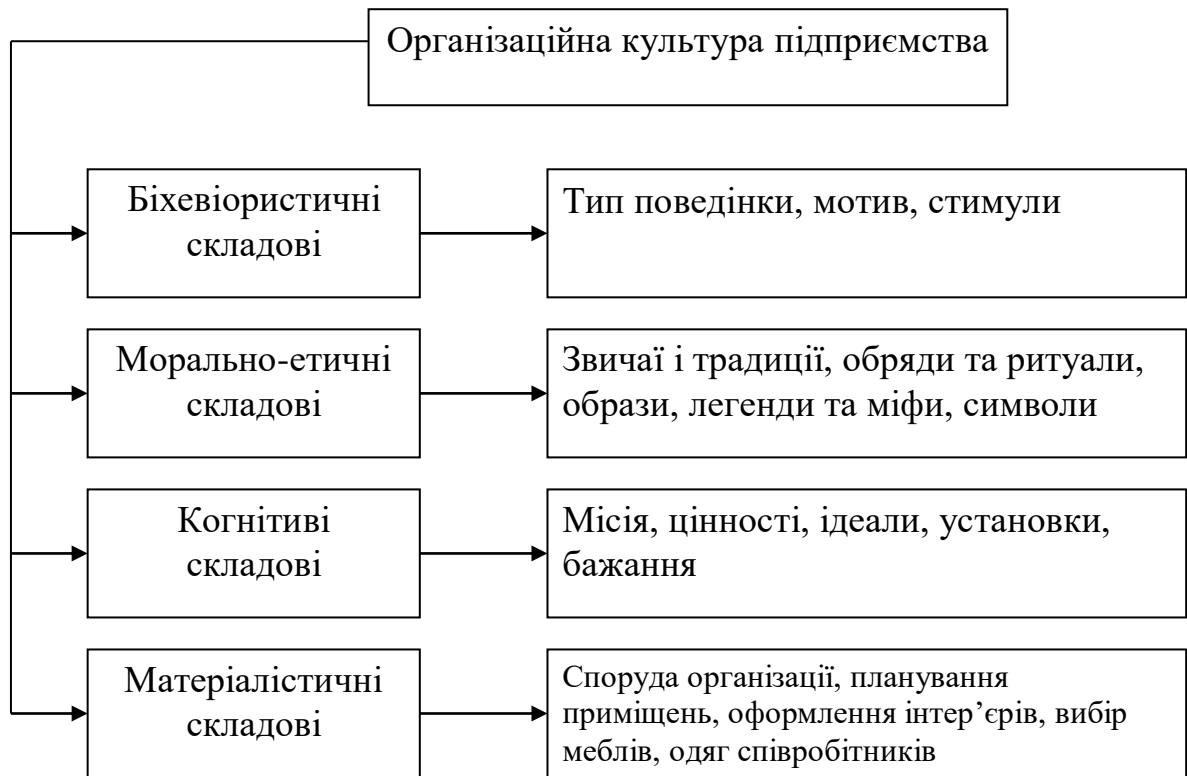 Організаційна культура підприємства
Біхевіористичні
складові
Тип поведінки, мотив, стимули
Морально-етичні
складові
Звичаї і традиції, обряди та ритуали,
образи, легенди та міфи, символи
Когнітиві
складові
Місія, цінності, ідеали, установки,
бажання
Матеріалістичні
складові
Споруда організації, планування
приміщень, оформлення інтер’єрів, вибір
меблів, одяг співробітників